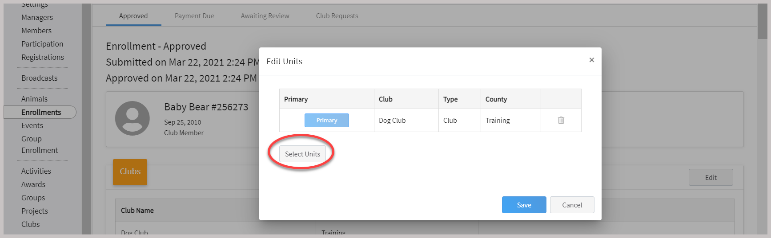 Settings
Managers
Members
Participation
Registrations
Broadcasts
Animals
Enrollments
Events
Group
Enrollment
Activities
Awards
Groups
Projects
Clubs
Approved Payment Due Awaiting Review Club Requests
Enrollment - Approved
Submitted on Mar 22, 2021 2:24 PM
Approved on Mar 22, 2021 2:24 PM
Baby Bear #256273
Sep 25, 2010
Club Member
Clubs
Edit
Club Name
Dog Club Training
Edit Units ×
Primary Club Type County
Primary Dog Club Club Training
Select Units
Save Cancel